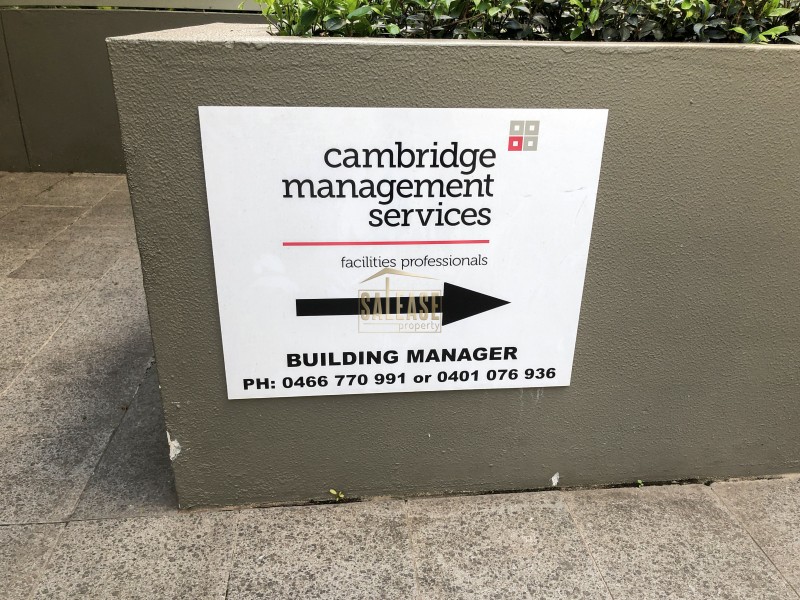 cambridge
management
services
facilities professionals
SALEASE
property
BUILDING MANAGER
PH: 0466 770 991 or 0401 076 936